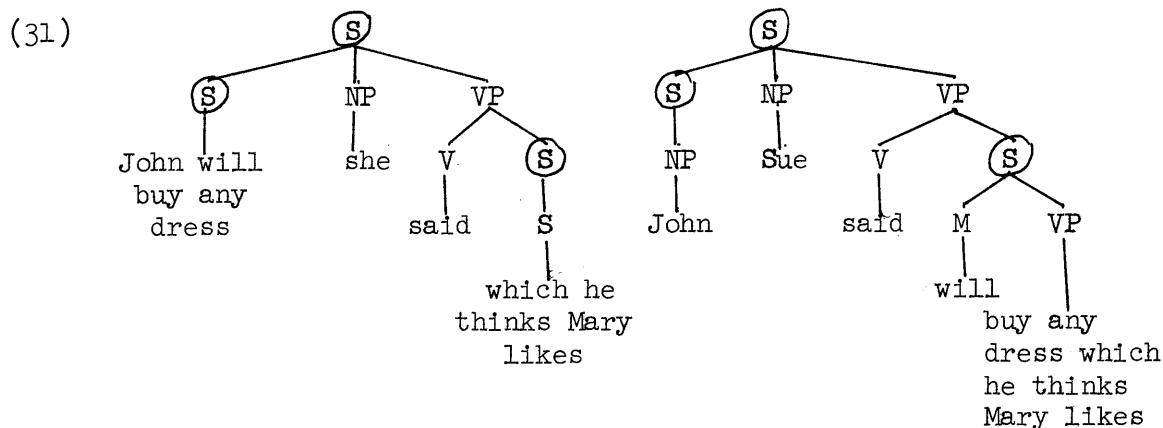 (31) S S
S NP VP S NP VP
John will she V S NP Sue V S
buy any
dress said S John said M VP
which he will
thinks Mary buy any
likes dress which
he thinks
Mary likes